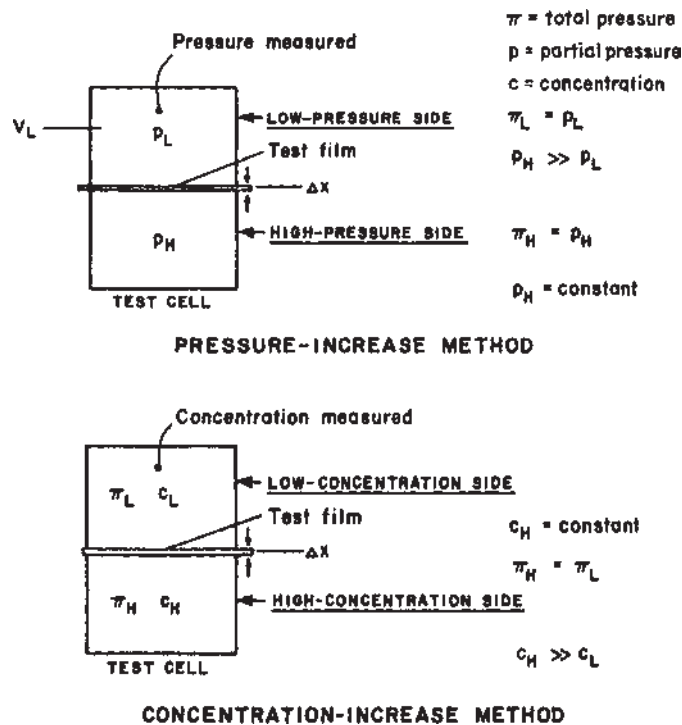 π = total pressure
Pressure measured
p = partial pressure
c = concentration
V_L
p_L
LOW-PRESSURE SIDE
π_L = p_L
Test film
p_H ≫ p_L
Δx
p_H
HIGH-PRESSURE SIDE
π_H = p_H
p_H = constant
TEST CELL
PRESSURE-INCREASE METHOD
Concentration measured
π_L c_L
LOW-CONCENTRATION SIDE
Test film
c_H = constant
Δx
π_H = π_L
π_H c_H
HIGH-CONCENTRATION SIDE
c_H ≫ c_L
TEST CELL
CONCENTRATION-INCREASE METHOD